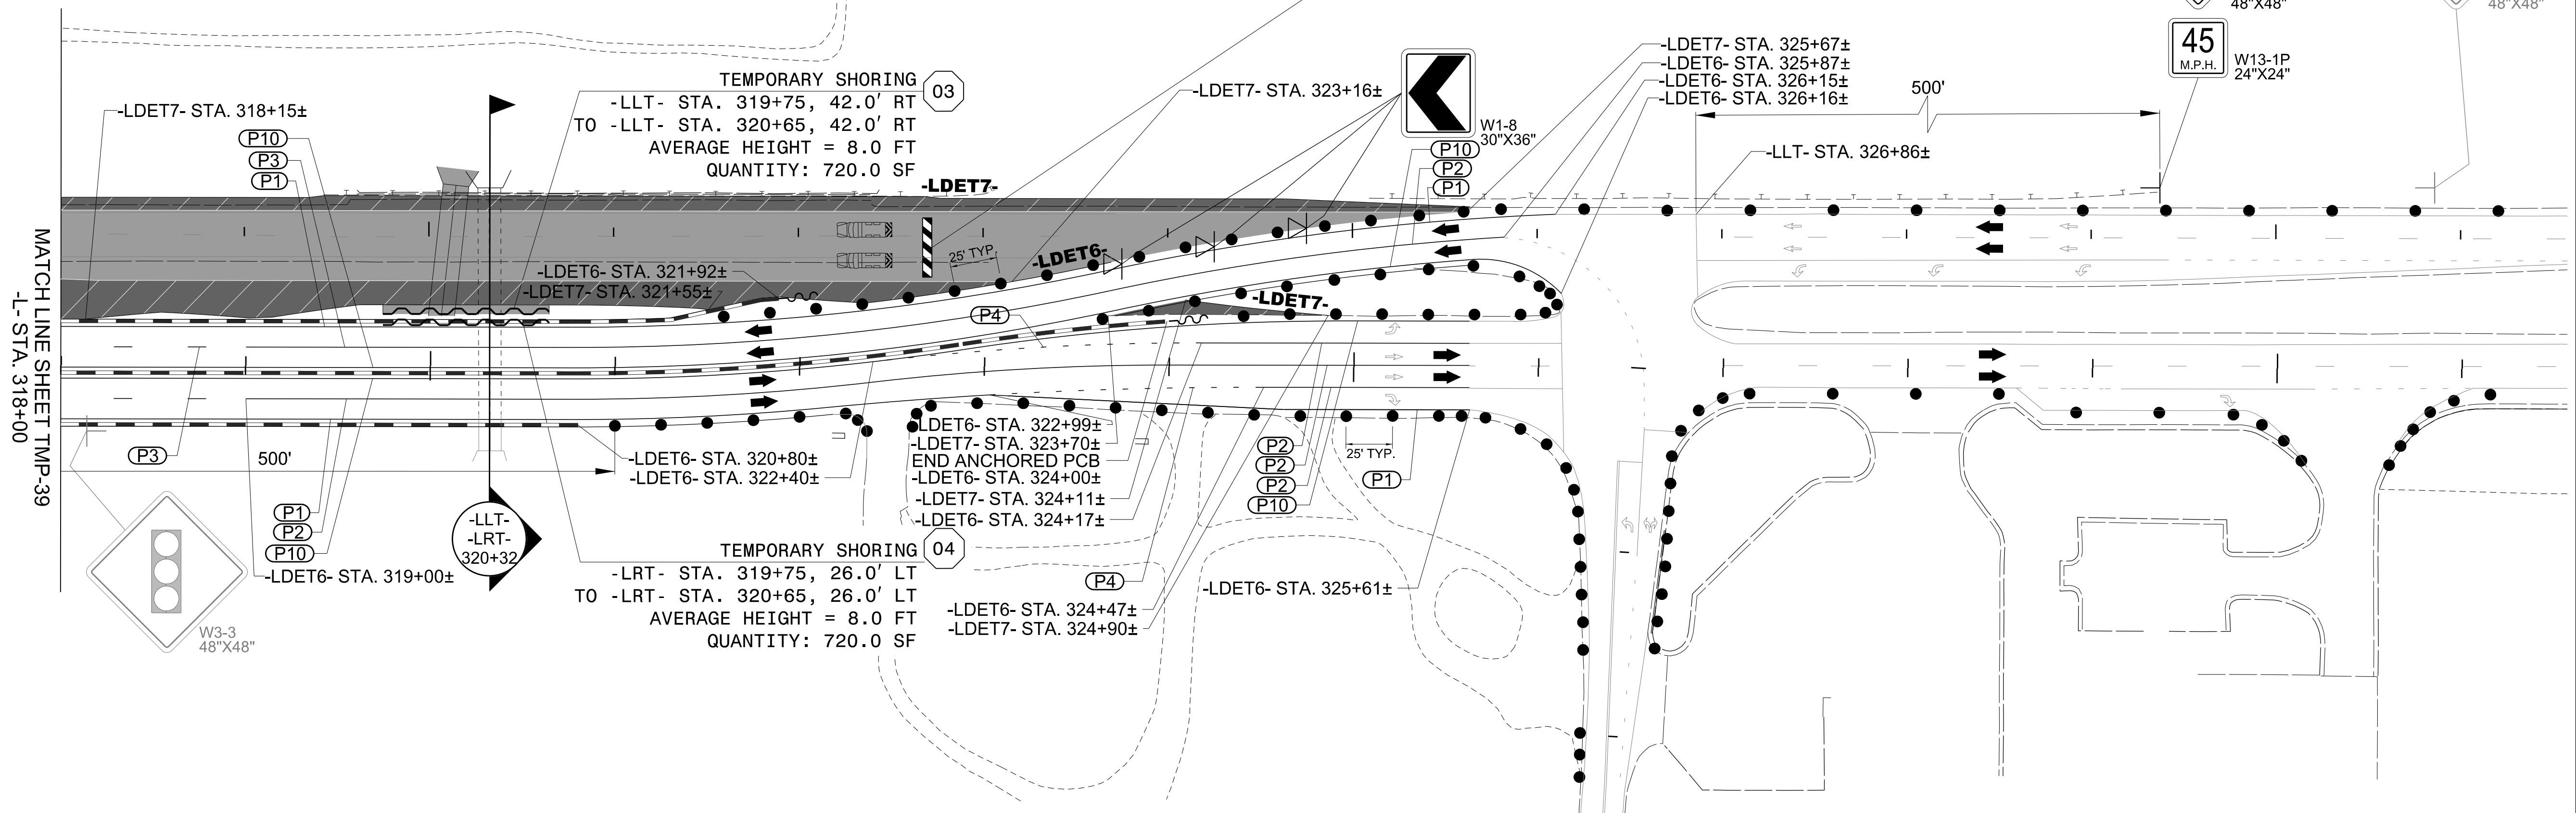 48"X48"
48"X48"
45
M.P.H.
W13-1P
24"X24"
-LDET7- STA. 325+67±
-LDET6- STA. 325+87±
-LDET6- STA. 326+15±
-LDET6- STA. 326+16±
500'
-LLT- STA. 326+86±
W1-8
30"X36"
P10
P2
P1
-LDET7- STA. 323+16±
TEMPORARY SHORING
03
-LLT- STA. 319+75, 42.0' RT
TO -LLT- STA. 320+65, 42.0' RT
AVERAGE HEIGHT = 8.0 FT
QUANTITY: 720.0 SF
-LDET7- STA. 318+15±
P10
P3
P1
-LDET7-
-LDET6-
25' TYP.
-LDET6- STA. 321+92±
-LDET7- STA. 321+55±
-LDET7-
P4
MATCH LINE SHEET TMP-39
-L- STA. 318+00
P3
500'
-LDET6- STA. 320+80±
-LDET6- STA. 322+40±
-LDET6- STA. 322+99±
-LDET7- STA. 323+70±
END ANCHORED PCB
-LDET6- STA. 324+00±
-LDET7- STA. 324+11±
-LDET6- STA. 324+17±
P2
P2
P2
P10
25' TYP.
P1
P1
P2
P10
-LDET6- STA. 319+00±
-LLT-
-LRT-
320+32
W3-3
48"X48"
TEMPORARY SHORING
04
-LRT- STA. 319+75, 26.0' LT
TO -LRT- STA. 320+65, 26.0' LT
AVERAGE HEIGHT = 8.0 FT
QUANTITY: 720.0 SF
P4
-LDET6- STA. 325+61±
-LDET6- STA. 324+47±
-LDET7- STA. 324+90±